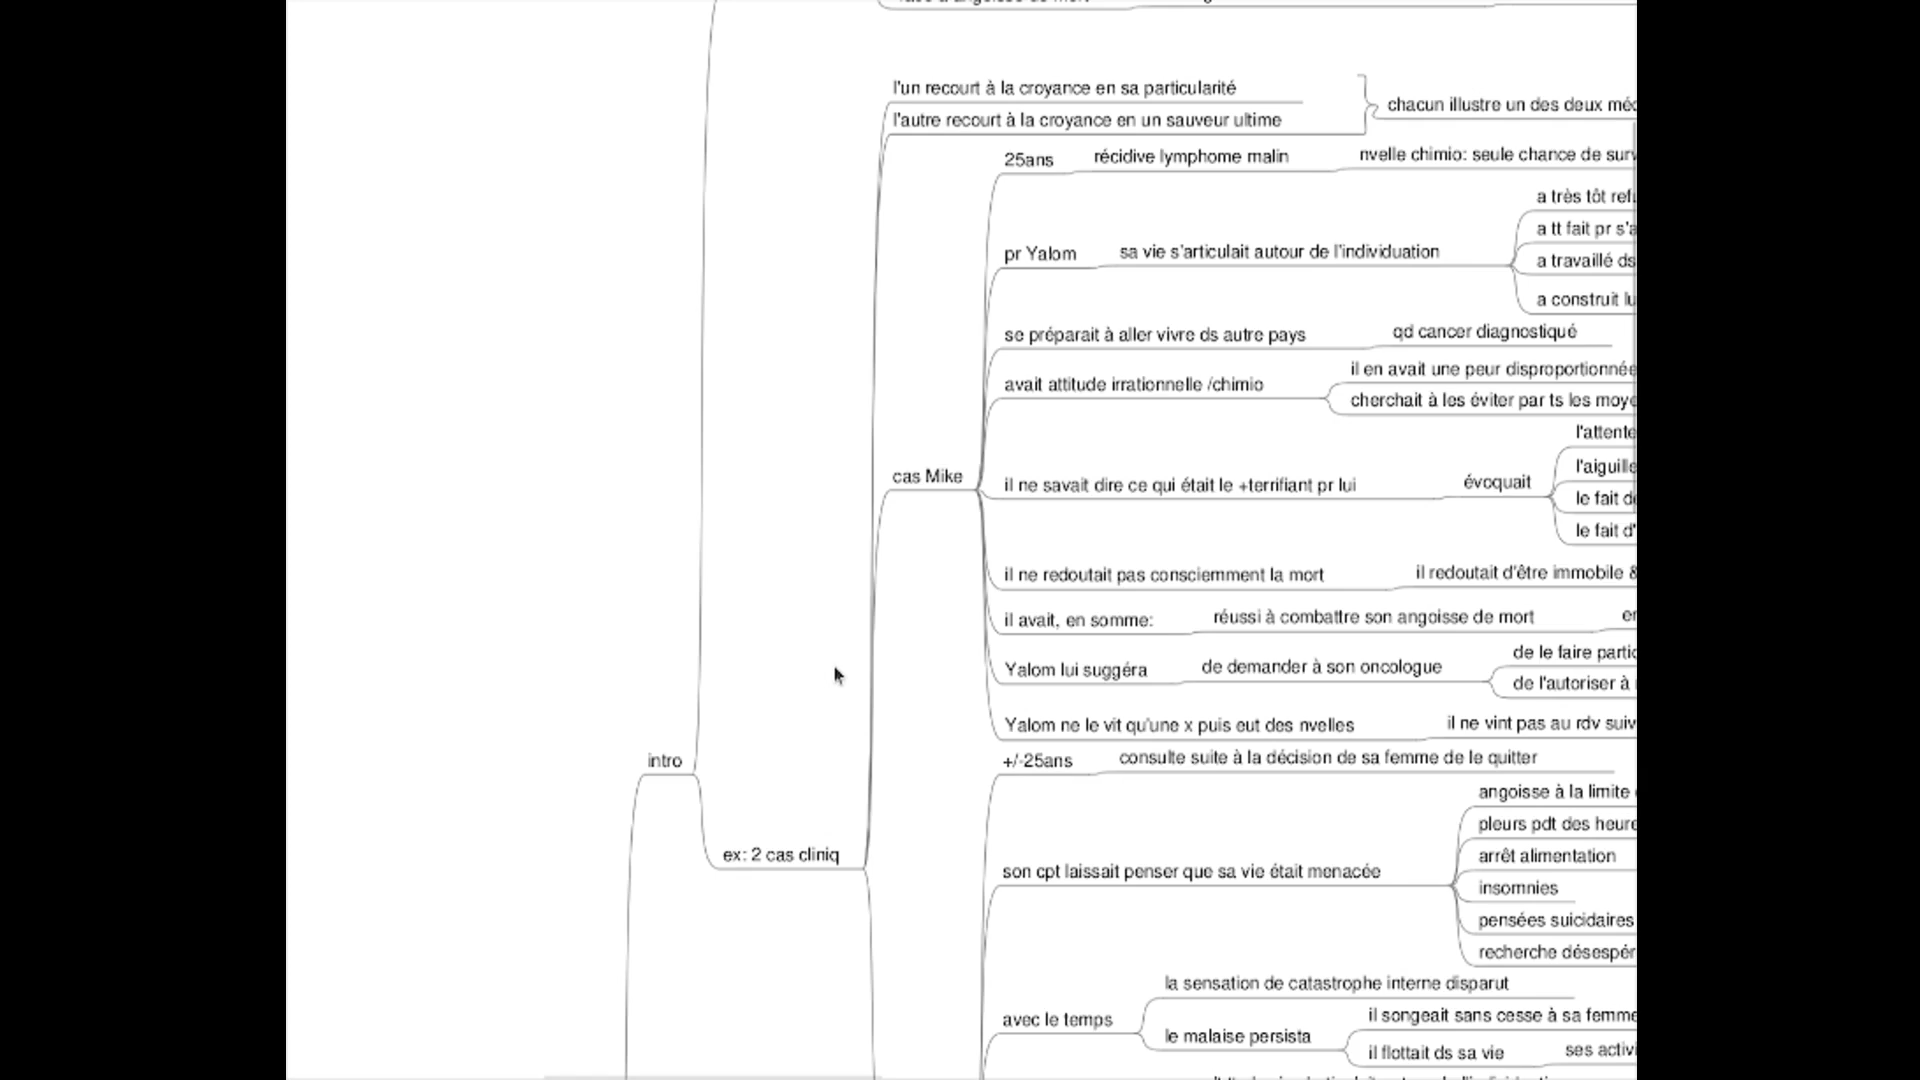 l'un recourt à la croyance en sa particularité
l'autre recourt à la croyance en un sauveur ultime
chacun illustre un des deux
25ans récidive lymphome malin nvelle chimio: seule chance de
pr Yalom sa vie s'articulait autour de l'individuation
a très tôt
a tt fait pr
a travaillé ds
a construit
se préparait à aller vivre ds autre pays qd cancer diagnostiqué
avait attitude irrationnelle /chimio
il en avait une peur disproportionnée
cherchait à les éviter par ts les
cas Mike
il ne savait dire ce qui était le +terrifiant pr lui évoquait
l'attente
l'aiguille
le fait
le fait
il ne redoutait pas consciemment la mort il redoutait d'être immobile
il avait, en somme: réussi à combattre son angoisse de mort
Yalom lui suggéra de demander à son oncologue
de le faire
de l'autoriser à
Yalom ne le vit qu'une x puis eut des nvelles il ne vint pas au rdv
intro
ex: 2 cas cliniq
+/-25ans consulte suite à la décision de sa femme de le quitter
son cpt laissait penser que sa vie était menacée
angoisse à la limite
pleurs pdt des
arrêt alimentation
insomnies
pensées suicidaires
recherche
avec le temps
la sensation de catastrophe interne disparut
le malaise persista
il songeait sans cesse à sa femme
il flottait ds sa vie ses